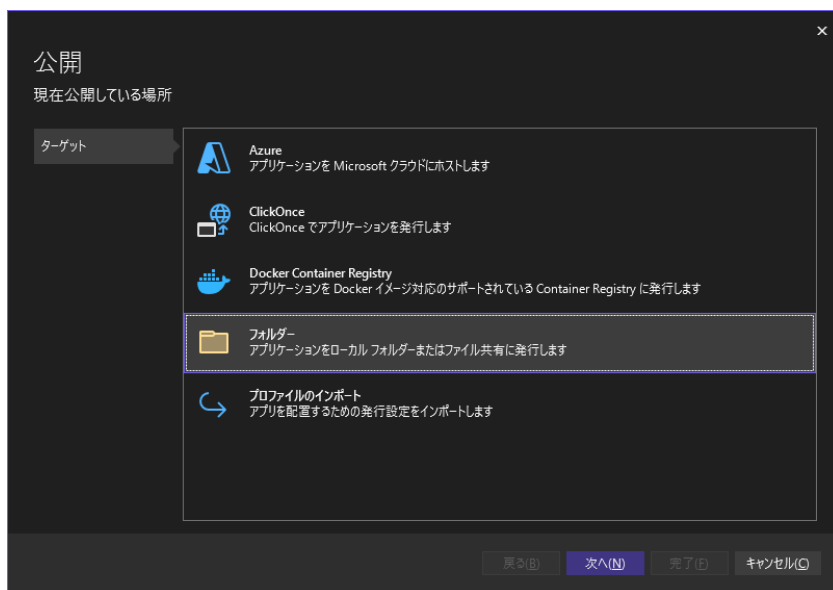 公開
現在公開している場所
ターゲット
Azure
アプリケーションを Microsoft クラウドにホストします
ClickOnce
ClickOnce でアプリケーションを発行します
Docker Container Registry
アプリケーションを Docker イメージ対応のサポートされている Container Registry に発行します
フォルダー
アプリケーションをローカル フォルダーまたはファイル共有に発行します
プロファイルのインポート
アプリを配置するための発行設定をインポートします
戻る(B) 次へ(N) 完了(F) キャンセル(C)